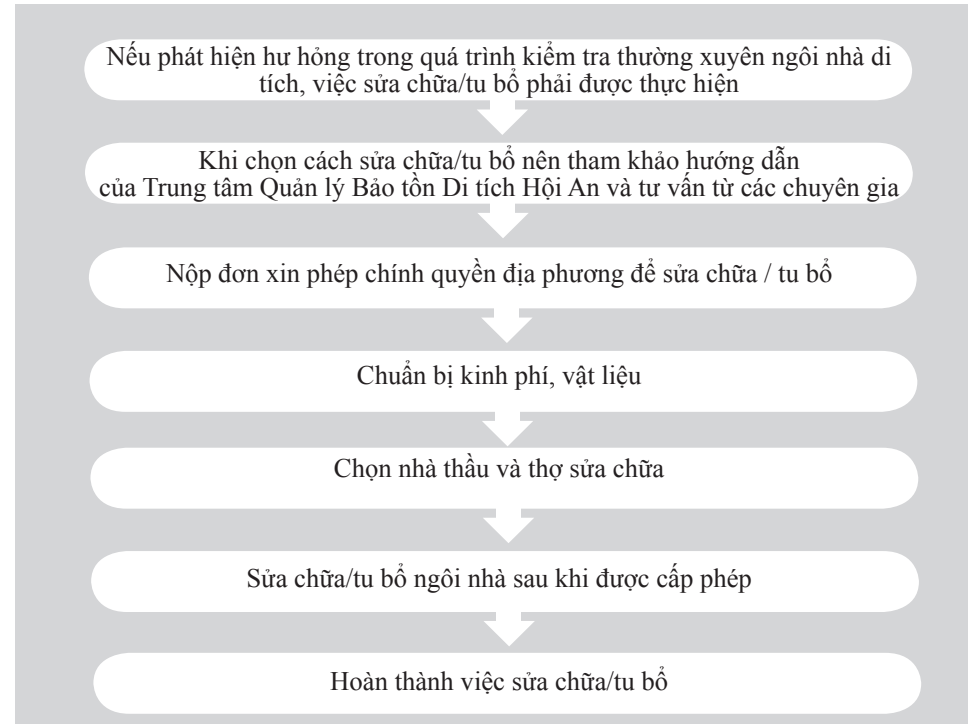 Nếu phát hiện hư hỏng trong quá trình kiểm tra thường xuyên ngôi nhà di
tích, việc sửa chữa/tu bổ phải được thực hiện
Khi chọn cách sửa chữa/tu bổ nên tham khảo hướng dẫn
của Trung tâm Quản lý Bảo tồn Di tích Hội An và tư vấn từ các chuyên gia
Nộp đơn xin phép chính quyền địa phương để sửa chữa / tu bổ
Chuẩn bị kinh phí, vật liệu
Chọn nhà thầu và thợ sửa chữa
Sửa chữa/tu bổ ngôi nhà sau khi được cấp phép
Hoàn thành việc sửa chữa/tu bổ